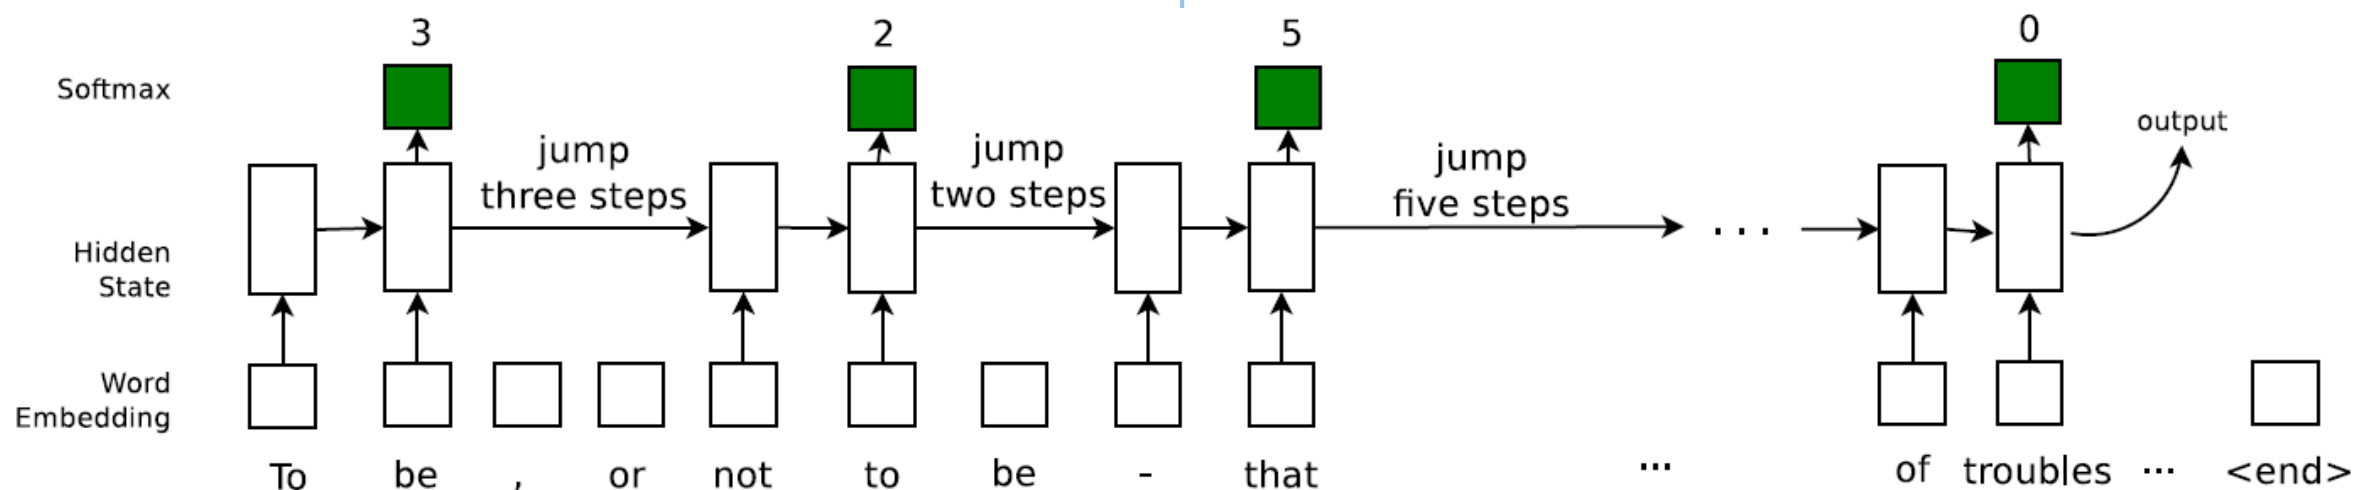 3 2 5 0
Softmax
output
jump
three steps
jump
two steps
jump
five steps
. . .
Hidden
State
Word
Embedding
To be , or not to be - that ... of troubles ... <end>